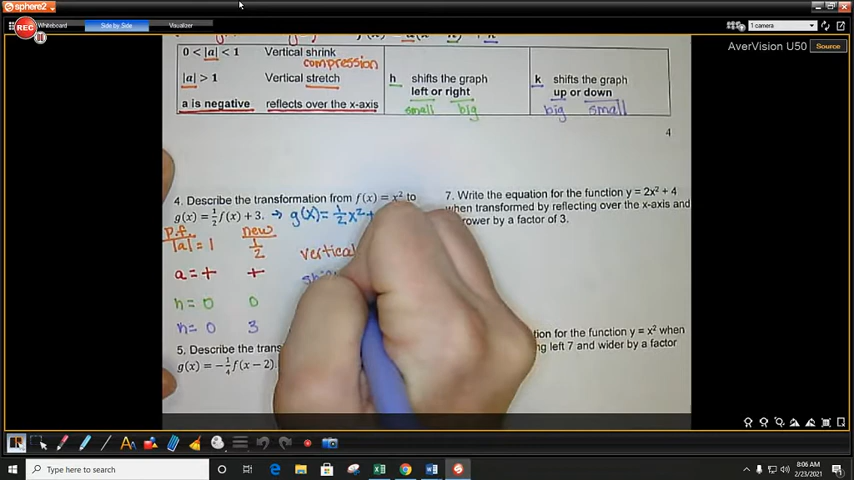 sphere2
REC
Whiteboard
Side by Side
Visualizer
1 camera
AverVision U50
Source
0 < |a| < 1 Vertical shrink
compression
|a| > 1 Vertical stretch
a is negative reflects over the x-axis
h shifts the graph
left or right
small big
k shifts the graph
up or down
big small
4
4. Describe the transformation from f(x) = x² to
g(x) = ½f(x) + 3. → g(x) = ½x² +
p.f. new
|a| = 1 ½
a = + +
h = 0 0
k = 0 3
vertical
5. Describe the
g(x) = -¼f(x − 2).
7. Write the equation for the function y = 2x² + 4
when transformed by reflecting over the x-axis and
by a factor of 3.
for the function y = x² when
left 7 and wider by a factor
Type here to search
8:06 AM
2/23/2021